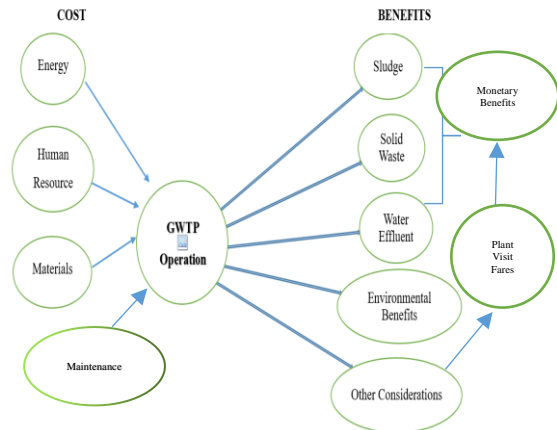 COST
BENEFITS
Energy
Human
Resource
Materials
Maintenance
GWTP
Operation
Sludge
Solid
Waste
Water
Effluent
Environmental
Benefits
Other Considerations
Monetary
Benefits
Plant
Visit
Fares